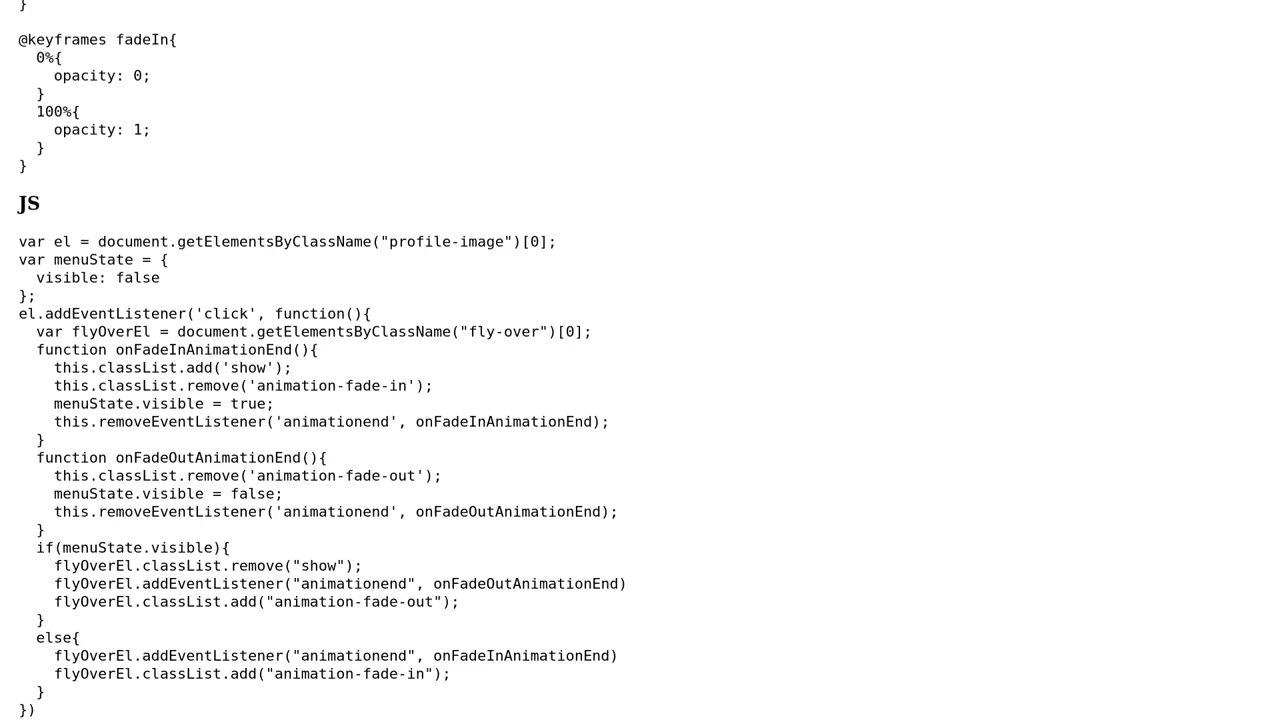 }
@keyframes fadeIn{
  0%{
    opacity: 0;
  }
  100%{
    opacity: 1;
  }
}
JS
var el = document.getElementsByClassName("profile-image")[0];
var menuState = {
  visible: false
};
el.addEventListener('click', function(){
  var flyOverEl = document.getElementsByClassName("fly-over")[0];
  function onFadeInAnimationEnd(){
    this.classList.add('show');
    this.classList.remove('animation-fade-in');
    menuState.visible = true;
    this.removeEventListener('animationend', onFadeInAnimationEnd);
  }
  function onFadeOutAnimationEnd(){
    this.classList.remove('animation-fade-out');
    menuState.visible = false;
    this.removeEventListener('animationend', onFadeOutAnimationEnd);
  }
  if(menuState.visible){
    flyOverEl.classList.remove("show");
    flyOverEl.addEventListener("animationend", onFadeOutAnimationEnd)
    flyOverEl.classList.add("animation-fade-out");
  }
  else{
    flyOverEl.addEventListener("animationend", onFadeInAnimationEnd)
    flyOverEl.classList.add("animation-fade-in");
  }
})